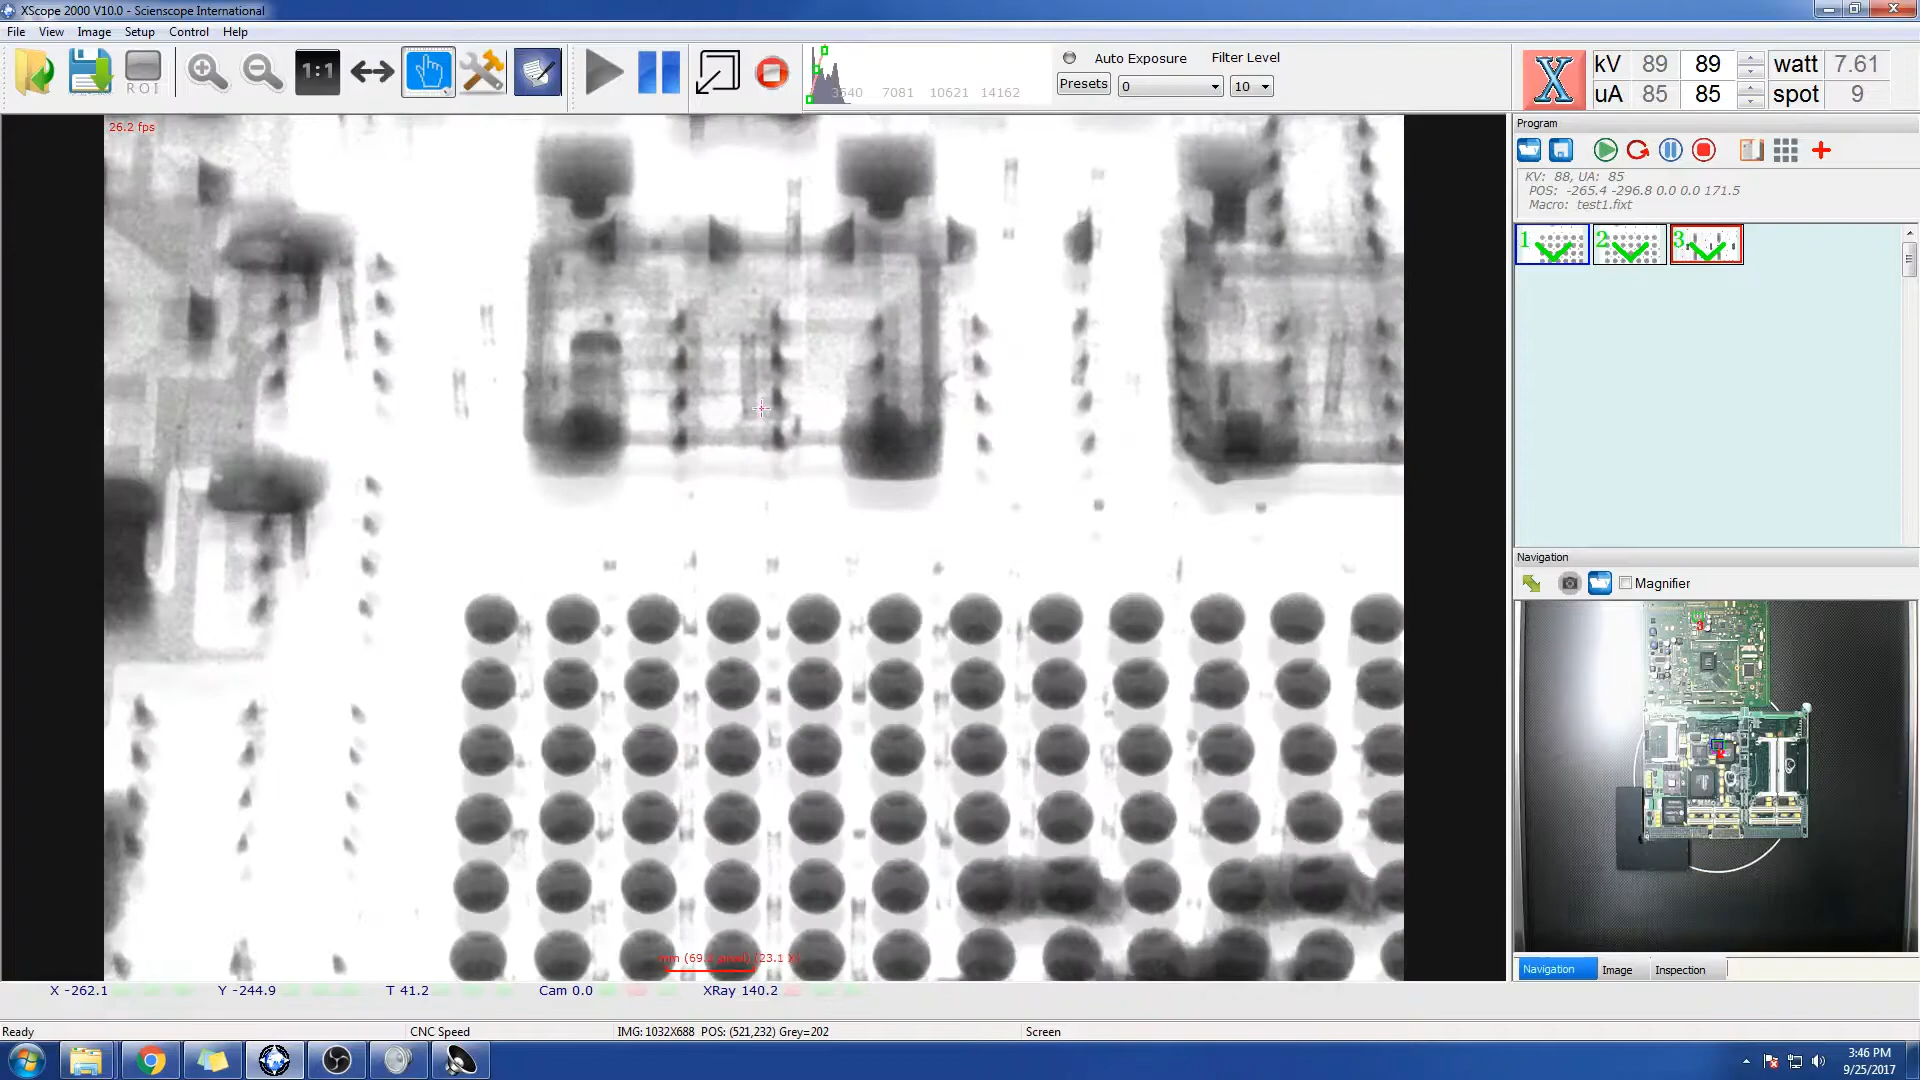 XScope 2000 V10.0 - Scienscope International
File View Image Setup Control Help
ROI
1:1
3540 7081 10621 14162
Auto Exposure Filter Level
Presets 0 10
X
kV 89 89 watt 7.61
uA 85 85 spot 9
26.2 fps
Program
KV: 88, UA: 85
POS: -265.4 -296.8 0.0 0.0 171.5
Macro: test1.fixt
1 2 3
Navigation
Magnifier
3
Navigation Image Inspection
X -262.1 Y -244.9 T 41.2 Cam 0.0 XRay 140.2
Ready CNC Speed IMG: 1032X688 POS: (521,232) Grey=202 Screen
3:46 PM
9/25/2017